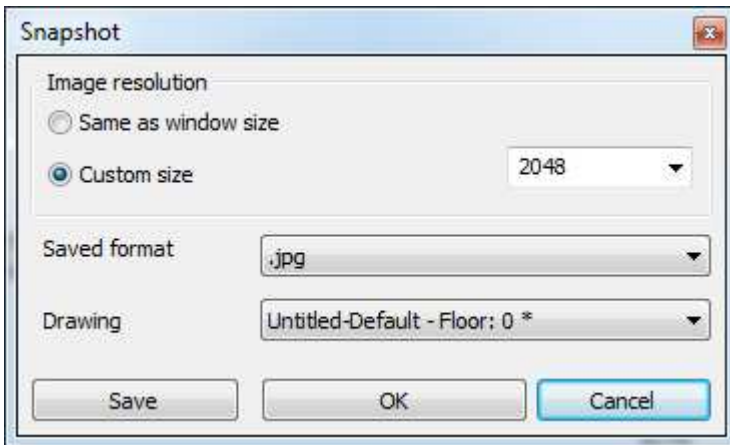 Snapshot
Image resolution
Same as window size
Custom size 2048
Saved format .jpg
Drawing Untitled-Default - Floor: 0 *
Save OK Cancel